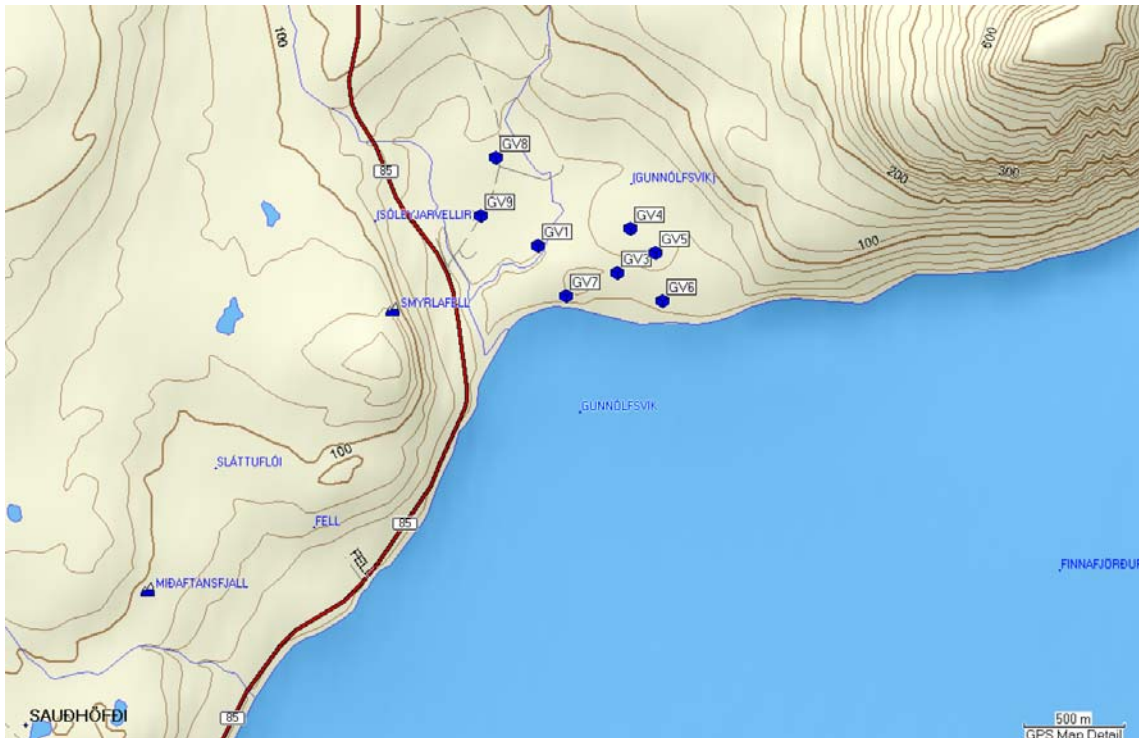 100
600
GV8
85
200
300
(GUNNÓLFSVÍK)
(SÓLEYJARVELLIR)
GV9
GV4
GV1
100
GV5
GV3
GV7
GV6
SMYRLAFELL
GUNNÓLFSVÍK
100
SLÁTTUFLÓI
FELL
85
FELL
FINNAFJÖRÐUR
MIÐAFTANSFJALL
SAUÐHÖFÐI
85
500 m
GPS Map Detail